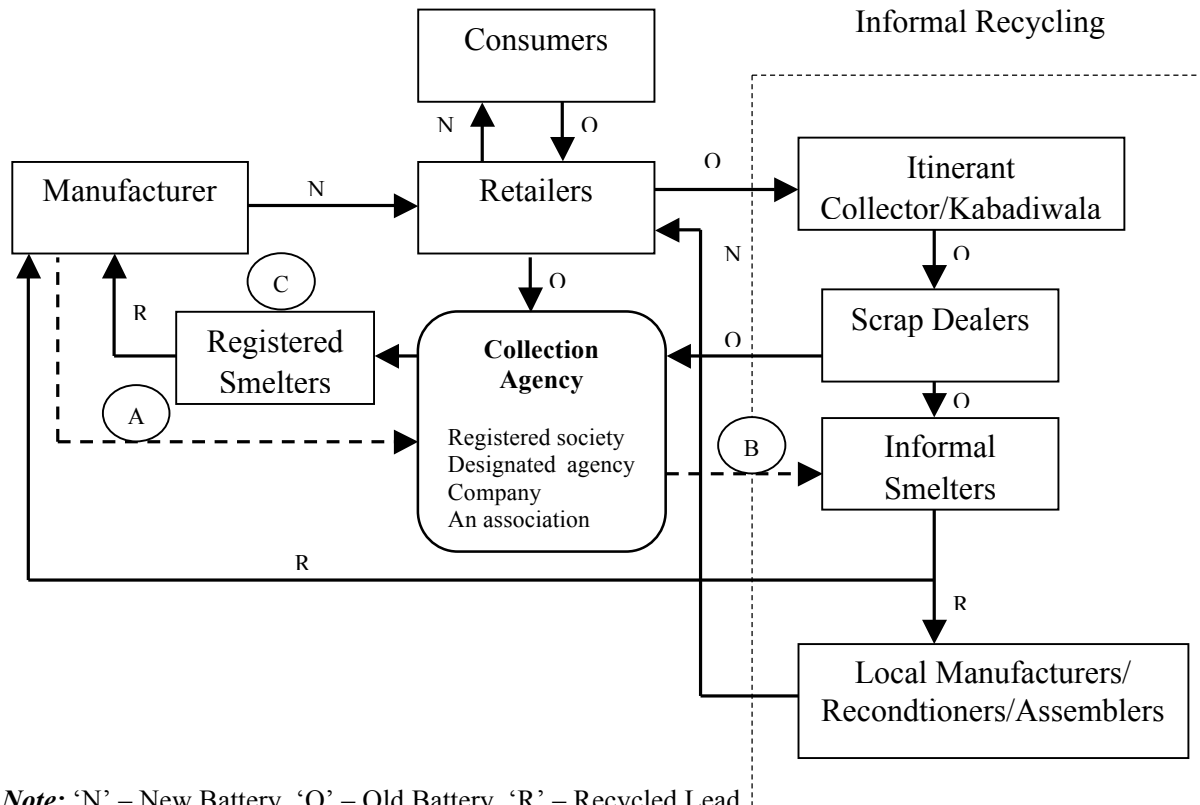 Informal Recycling
Consumers
N
O
Manufacturer
N
Retailers
O
Itinerant
Collector/Kabadiwala
N
O
O
C
R
Registered
Smelters
Collection
Agency
O
Scrap Dealers
O
A
Registered society
Designated agency
Company
An association
B
Informal
Smelters
R
R
Local Manufacturers/
Recondtioners/Assemblers
Note: ‘N’ – New Battery, ‘O’ – Old Battery, ‘R’ – Recycled Lead